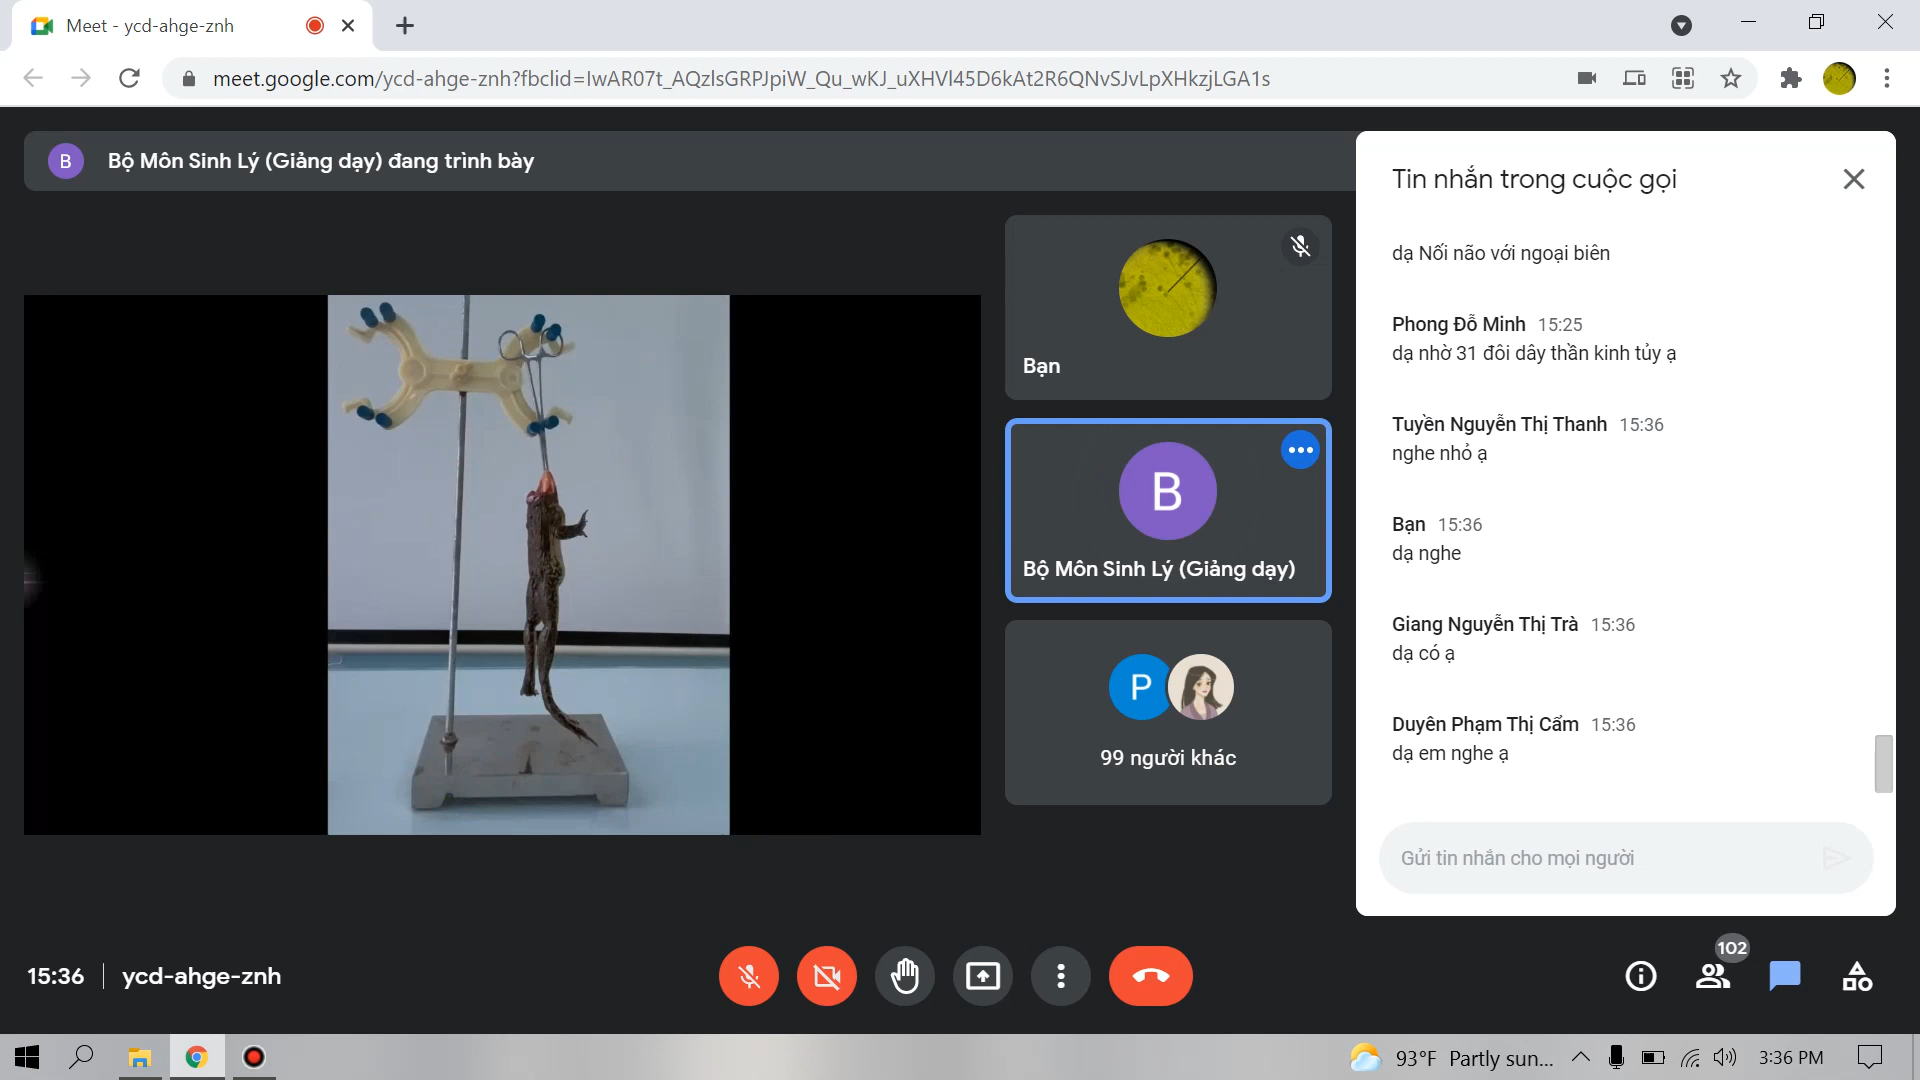 Meet - ycd-ahge-znh
meet.google.com/ycd-ahge-znh?fbclid=IwAR07t_AQzlsGRPJpiW_Qu_wKJ_uXHVl45D6kAt2R6QNvSJvLpXHkzjLGA1s
B
Bộ Môn Sinh Lý (Giảng dạy) đang trình bày
Bạn
B
Bộ Môn Sinh Lý (Giảng dạy)
P
99 người khác
Tin nhắn trong cuộc gọi
dạ Nối não với ngoại biên
Phong Đỗ Minh 15:25
dạ nhờ 31 đôi dây thần kinh tủy ạ
Tuyền Nguyễn Thị Thanh 15:36
nghe nhỏ ạ
Bạn 15:36
dạ nghe
Giang Nguyễn Thị Trà 15:36
dạ có ạ
Duyên Phạm Thị Cẩm 15:36
dạ em nghe ạ
Gửi tin nhắn cho mọi người
15:36 ycd-ahge-znh
102
93°F Partly sun... 3:36 PM